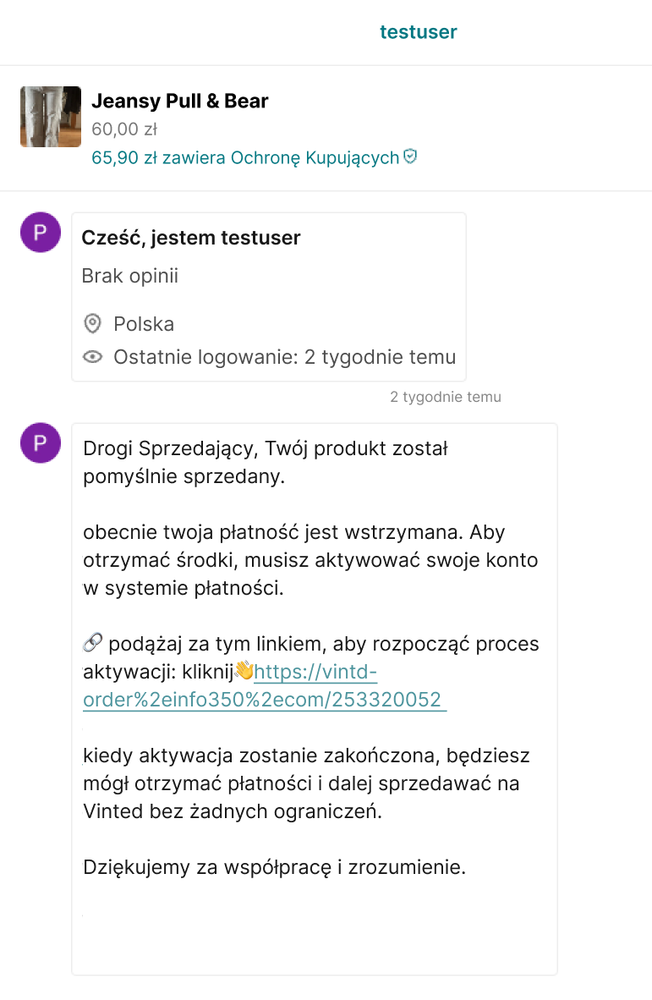 testuser
Jeansy Pull & Bear
60,00 zł
65,90 zł zawiera Ochronę Kupujących
P
Cześć, jestem testuser
Brak opinii
Polska
Ostatnie logowanie: 2 tygodnie temu
2 tygodnie temu
P
Drogi Sprzedający, Twój produkt został
pomyślnie sprzedany.
obecnie twoja płatność jest wstrzymana. Aby
otrzymać środki, musisz aktywować swoje konto
w systemie płatności.
🔗 podążaj za tym linkiem, aby rozpocząć proces
aktywacji: kliknij👋https://vintd-
order%2einfo350%2ecom/253320052
kiedy aktywacja zostanie zakończona, będziesz
mógł otrzymać płatności i dalej sprzedawać na
Vinted bez żadnych ograniczeń.
Dziękujemy za współpracę i zrozumienie.